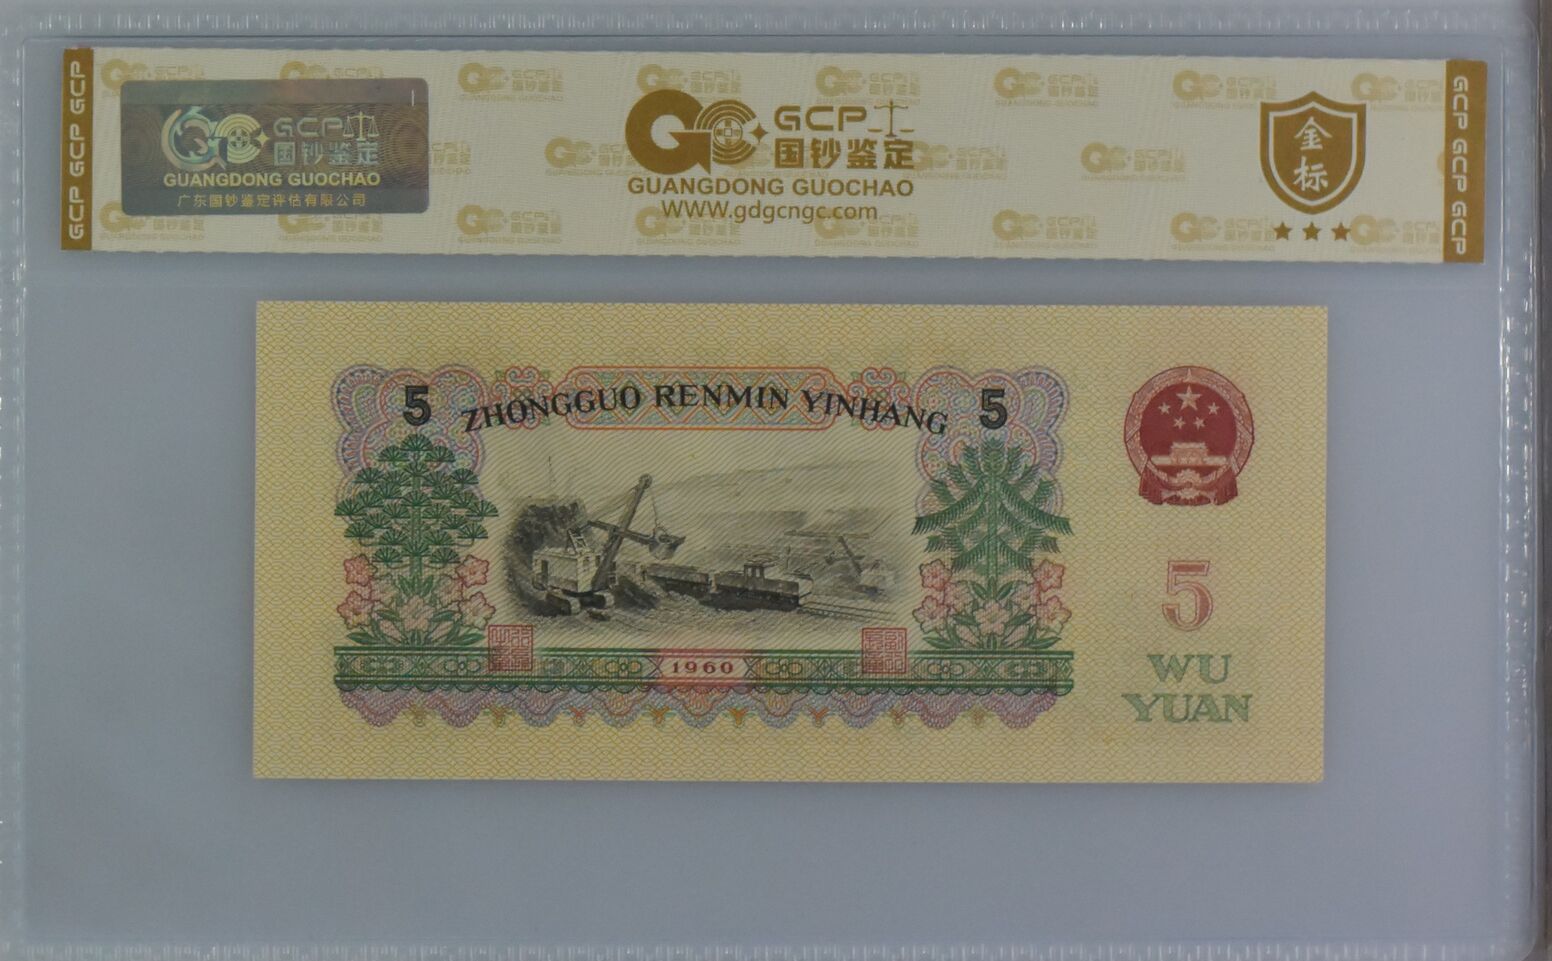 GCP GCP GCP
GCP 国钞鉴定
GUANGDONG GUOCHAO
广东国钞鉴定评估有限公司
GCP
国钞鉴定
GUANGDONG GUOCHAO
WWW.gdgcngc.com
金标
GCP GCP GCP
5 ZHONGGUO RENMIN YINHANG 5
5
WU
YUAN
1960